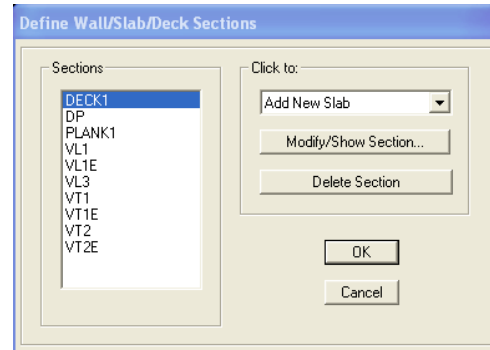 Define Wall/Slab/Deck Sections
Sections
DECK1
DP
PLANK1
VL1
VL1E
VL3
VT1
VT1E
VT2
VT2E
Click to:
Add New Slab
Modify/Show Section...
Delete Section
OK
Cancel